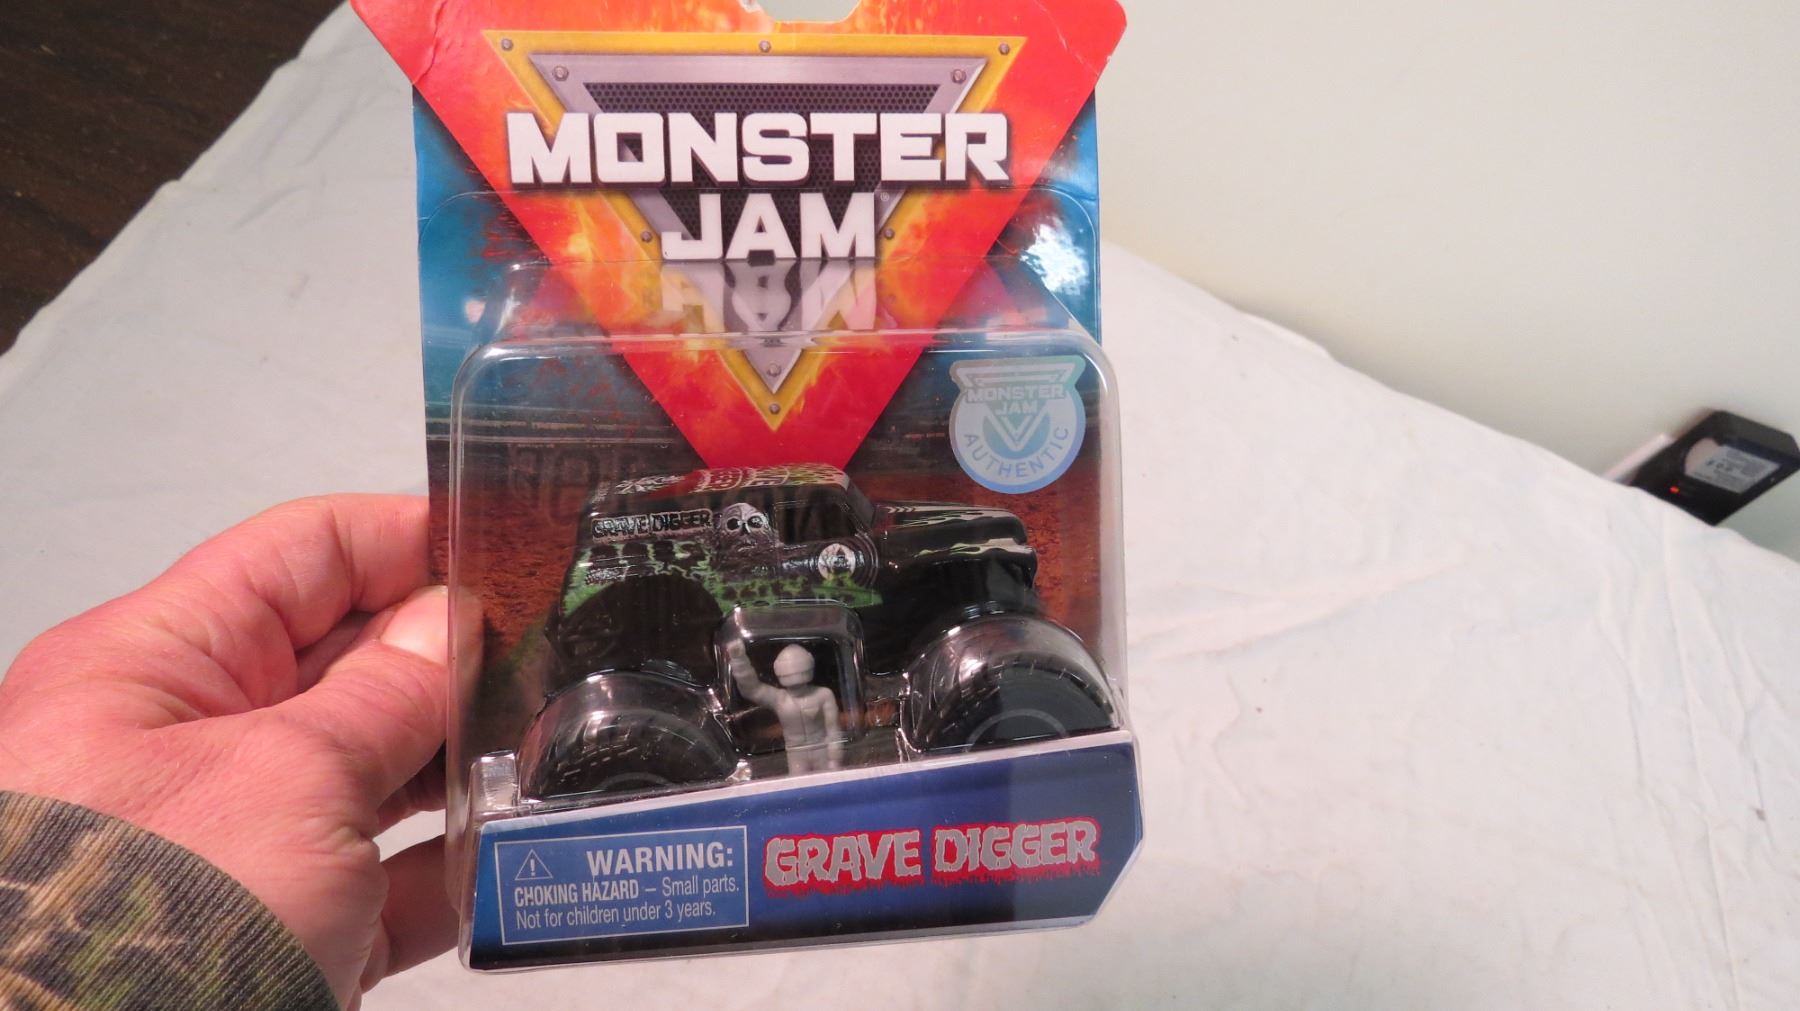 MONSTER
JAM®
MONSTER
JAM
AUTHENTIC
GRAVE DIGGER
WARNING:
CHOKING HAZARD – Small parts.
Not for children under 3 years.
GRAVE DIGGER